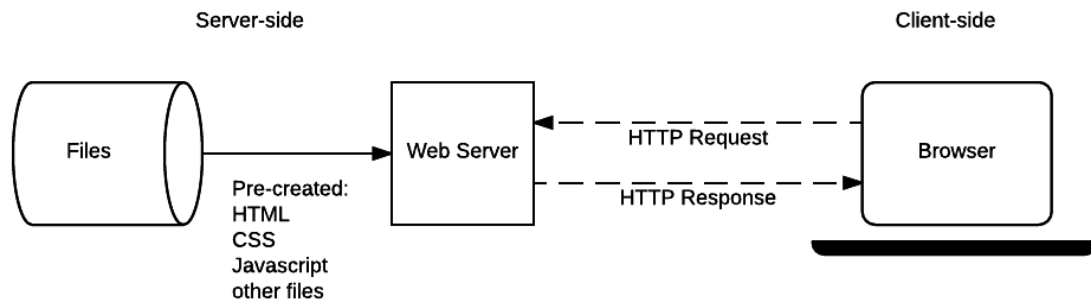 Server-side
Client-side
Files
Web Server
HTTP Request
Browser
Pre-created:
HTML
CSS
Javascript
other files
HTTP Response